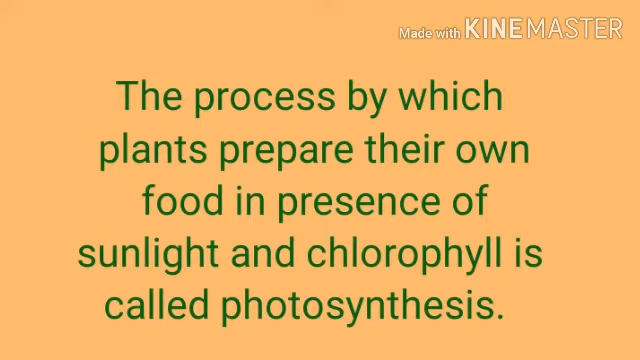 Made with KINEMASTER
The process by which
plants prepare their own
food in presence of
sunlight and chlorophyll is
called photosynthesis.